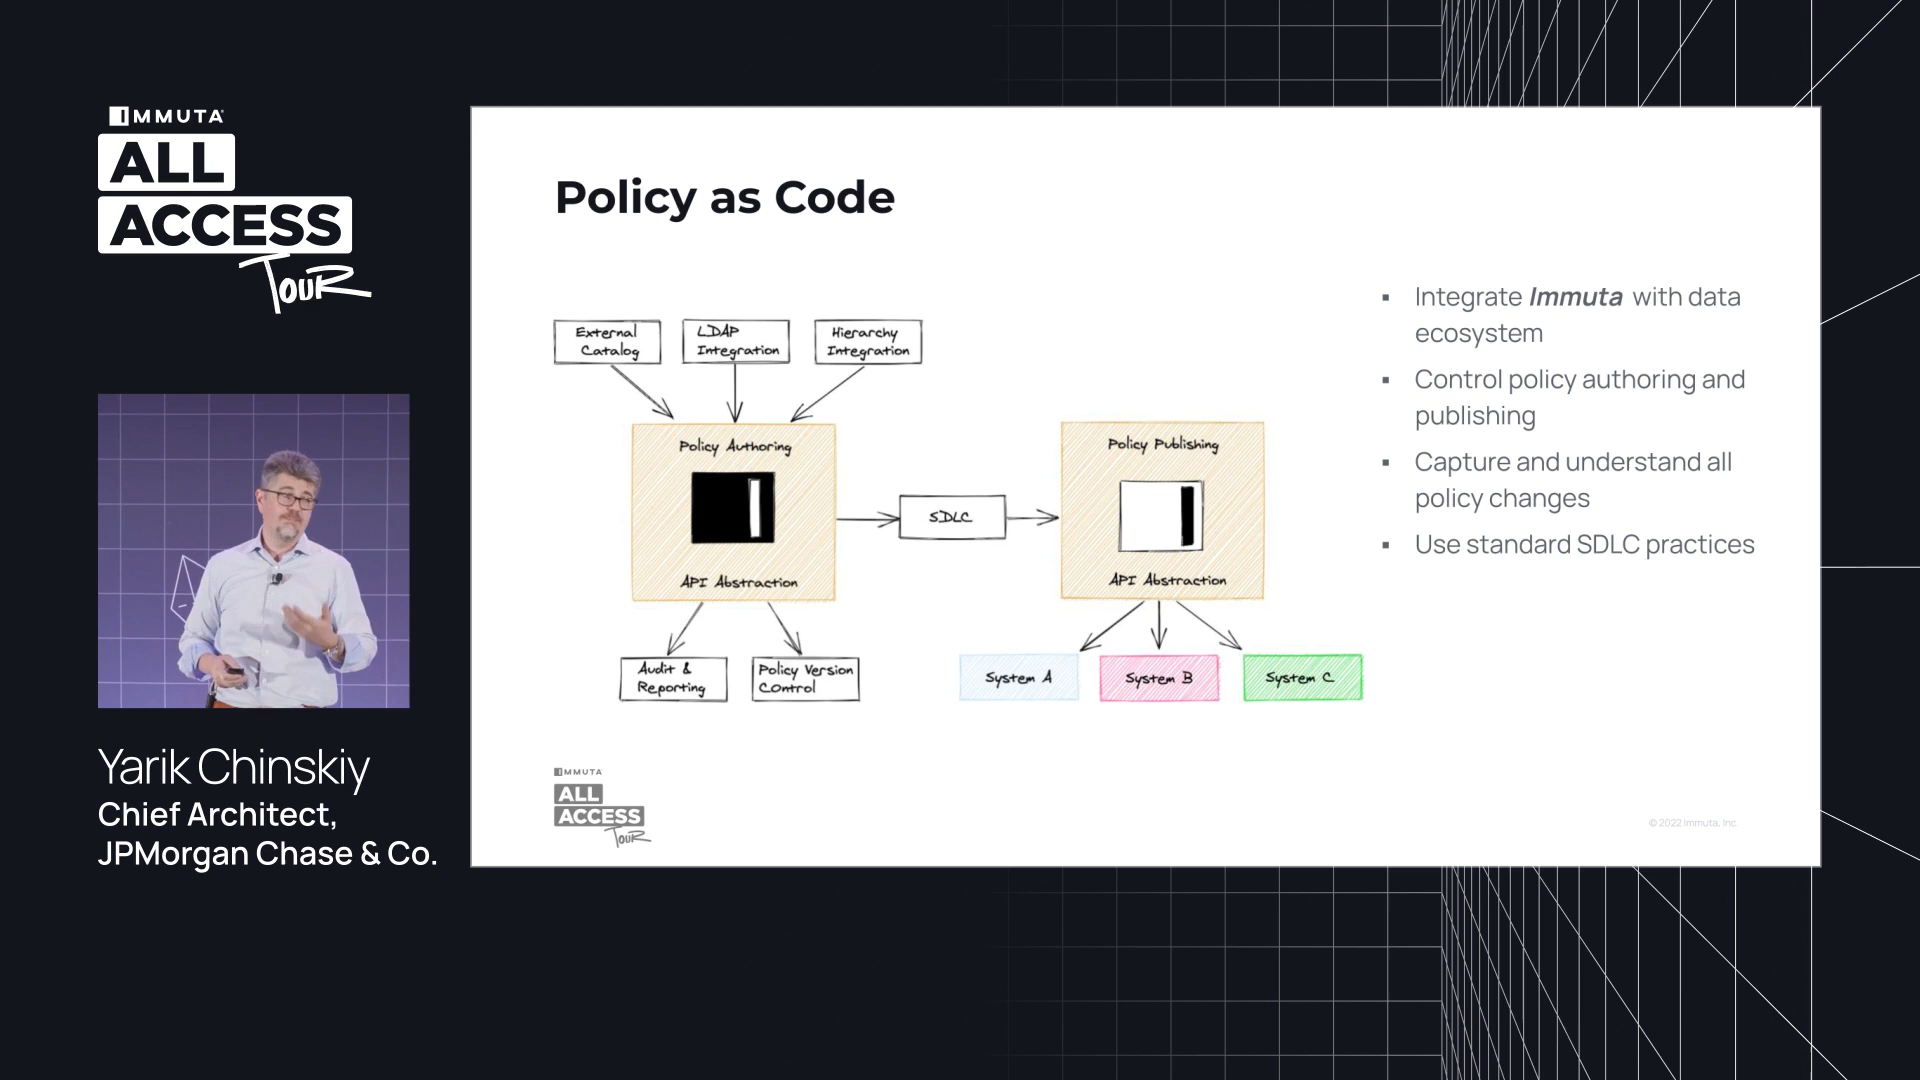 IMMUTA
ALL
ACCESS
TOUR
Yarik Chinskiy
Chief Architect,
JPMorgan Chase & Co.
Policy as Code
External
Catalog
LDAP
Integration
Hierarchy
Integration
Policy Authoring
API Abstraction
SDLC
Policy Publishing
API Abstraction
Audit &
Reporting
Policy Version
Control
System A
System B
System C
▪ Integrate Immuta with data
ecosystem
▪ Control policy authoring and
publishing
▪ Capture and understand all
policy changes
▪ Use standard SDLC practices
IMMUTA
ALL
ACCESS
TOUR
© 2022 Immuta, Inc.